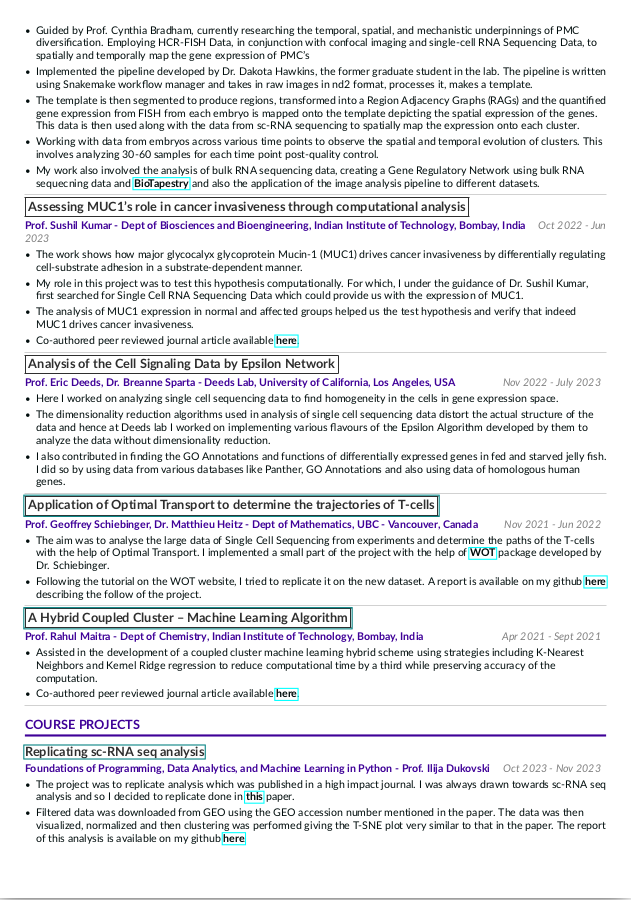 • Guided by Prof. Cynthia Bradham, currently researching the temporal, spatial, and mechanistic underpinnings of PMC
diversification. Employing HCR-FISH Data, in conjunction with confocal imaging and single-cell RNA Sequencing Data, to
spatially and temporally map the gene expression of PMC's
• Implemented the pipeline developed by Dr. Dakota Hawkins, the former graduate student in the lab. The pipeline is written
using Snakemake workflow manager and takes in raw images in nd2 format, processes it, makes a template.
• The template is then segmented to produce regions, transformed into a Region Adjacency Graphs (RAGs) and the quantified
gene expression from FISH from each embryo is mapped onto the template depicting the spatial expression of the genes.
This data is then used along with the data from sc-RNA sequencing to spatially map the expression onto each cluster.
• Working with data from embryos across various time points to observe the spatial and temporal evolution of clusters. This
involves analyzing 30-60 samples for each time point post-quality control.
• My work also involved the analysis of bulk RNA sequencing data, creating a Gene Regulatory Network using bulk RNA
sequecning data and BioTapestry and also the application of the image analysis pipeline to different datasets.
Assessing MUC1's role in cancer invasiveness through computational analysis
Prof. Sushil Kumar - Dept of Biosciences and Bioengineering, Indian Institute of Technology, Bombay, India Oct 2022 - Jun
2023
• The work shows how major glycocalyx glycoprotein Mucin-1 (MUC1) drives cancer invasiveness by differentially regulating
cell-substrate adhesion in a substrate-dependent manner.
• My role in this project was to test this hypothesis computationally. For which, I under the guidance of Dr. Sushil Kumar,
first searched for Single Cell RNA Sequencing Data which could provide us with the expression of MUC1.
• The analysis of MUC1 expression in normal and affected groups helped us the test hypothesis and verify that indeed
MUC1 drives cancer invasiveness.
• Co-authored peer reviewed journal article available here.
Analysis of the Cell Signaling Data by Epsilon Network
Prof. Eric Deeds, Dr. Breanne Sparta - Deeds Lab, University of California, Los Angeles, USA Nov 2022 - July 2023
• Here I worked on analyzing single cell sequencing data to find homogeneity in the cells in gene expression space.
• The dimensionality reduction algorithms used in analysis of single cell sequencing data distort the actual structure of the
data and hence at Deeds lab I worked on implementing various flavours of the Epsilon Algorithm developed by them to
analyze the data without dimensionality reduction.
• I also contributed in finding the GO Annotations and functions of differentially expressed genes in fed and starved jelly fish.
I did so by using data from various databases like Panther, GO Annotations and also using data of homologous human
genes.
Application of Optimal Transport to determine the trajectories of T-cells
Prof. Geoffrey Schiebinger, Dr. Matthieu Heitz - Dept of Mathematics, UBC - Vancouver, Canada Nov 2021 - Jun 2022
• The aim was to analyse the large data of Single Cell Sequencing from experiments and determine the paths of the T-cells
with the help of Optimal Transport. I implemented a small part of the project with the help of WOT package developed by
Dr. Schiebinger.
• Following the tutorial on the WOT website, I tried to replicate it on the new dataset. A report is available on my github here
describing the follow of the project.
A Hybrid Coupled Cluster – Machine Learning Algorithm
Prof. Rahul Maitra - Dept of Chemistry, Indian Institute of Technology, Bombay, India Apr 2021 - Sept 2021
• Assisted in the development of a coupled cluster machine learning hybrid scheme using strategies including K-Nearest
Neighbors and Kernel Ridge regression to reduce computational time by a third while preserving accuracy of the
computation.
• Co-authored peer reviewed journal article available here.
COURSE PROJECTS
Replicating sc-RNA seq analysis
Foundations of Programming, Data Analytics, and Machine Learning in Python - Prof. Ilija Dukovski Oct 2023 - Nov 2023
• The project was to replicate analysis which was published in a high impact journal. I was always drawn towards sc-RNA seq
analysis and so I decided to replicate done in this paper.
• Filtered data was downloaded from GEO using the GEO accession number mentioned in the paper. The data was then
visualized, normalized and then clustering was performed giving the T-SNE plot very similar to that in the paper. The report
of this analysis is available on my github here